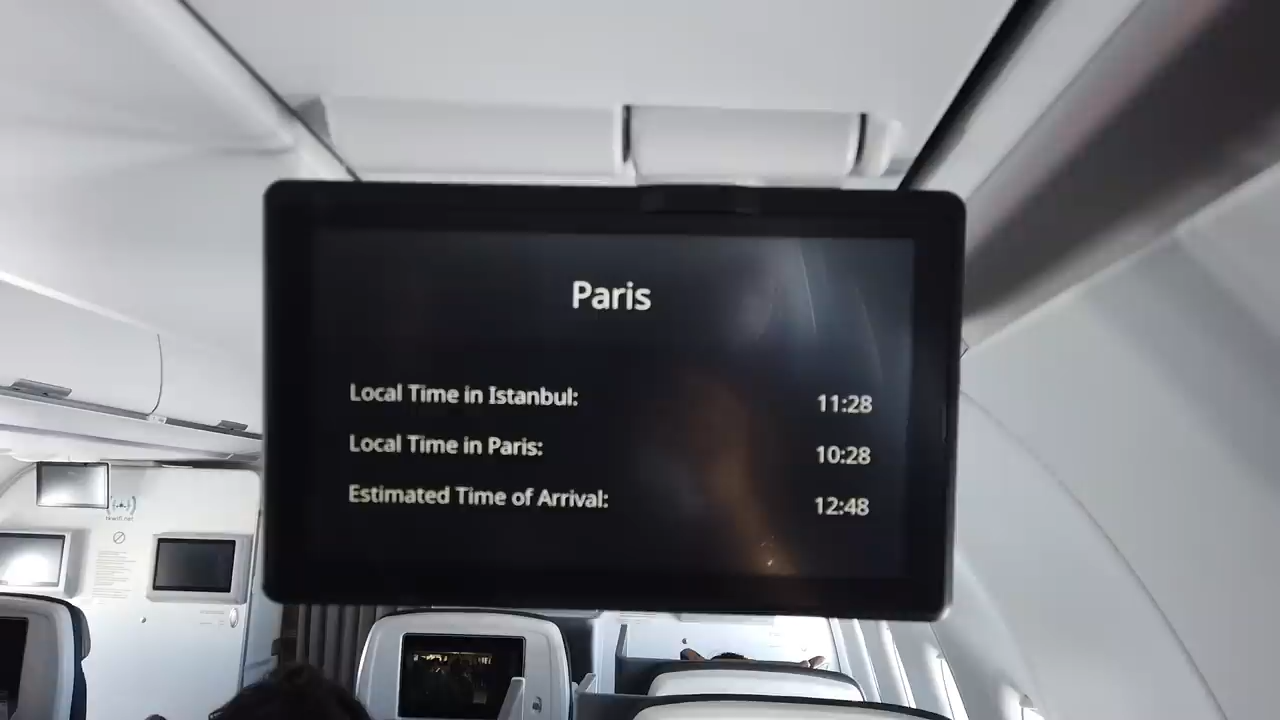 Paris
Local Time in Istanbul: 11:28
Local Time in Paris: 10:28
Estimated Time of Arrival: 12:48